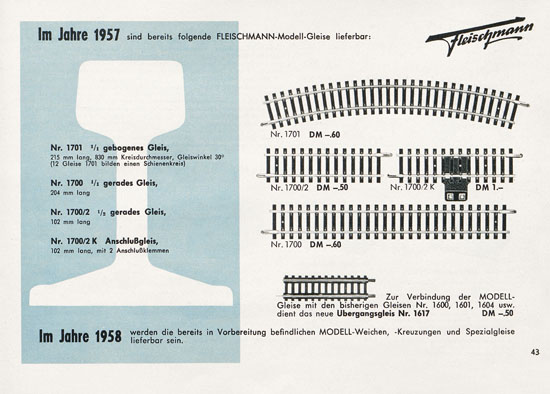 Im Jahre 1957 sind bereits folgende FLEISCHMANN-Modell-Gleise lieferbar:
Fleischmann
Nr. 1701 ¹/₁ gebogenes Gleis,
215 mm lang, 830 mm Kreisdurchmesser, Gleiswinkel 30°
(12 Gleise 1701 bilden einen Schienenkreis)
Nr. 1700 ¹/₁ gerades Gleis,
204 mm lang
Nr. 1700/2 ¹/₂ gerades Gleis,
102 mm lang
Nr. 1700/2 K Anschlußgleis,
102 mm lang, mit 2 Anschlußklemmen
Nr. 1701 DM –.60
Nr. 1700/2 DM –.50
Nr. 1700/2 K DM 1.–
Nr. 1700 DM –.60
Zur Verbindung der MODELL-
Gleise mit den bisherigen Gleisen Nr. 1600, 1601, 1604 usw.
dient das neue Übergangsgleis Nr. 1617 DM –.50
Im Jahre 1958 werden die bereits in Vorbereitung befindlichen MODELL-Weichen, -Kreuzungen und Spezialgleise
lieferbar sein.
43